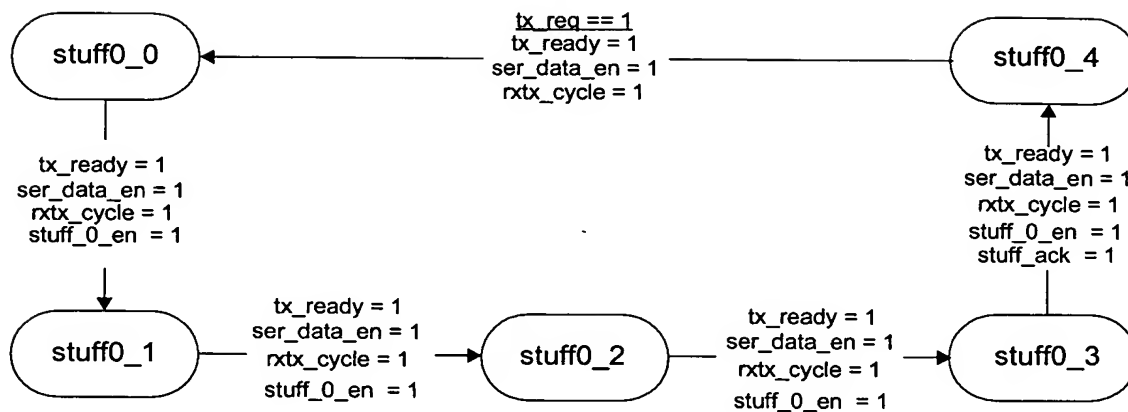 stuff0_0
tx_req == 1
tx_ready = 1
ser_data_en = 1
rxtx_cycle = 1
stuff0_4
tx_ready = 1
ser_data_en = 1
rxtx_cycle = 1
stuff_0_en = 1
tx_ready = 1
ser_data_en = 1
rxtx_cycle = 1
stuff_0_en = 1
stuff_ack = 1
stuff0_1
tx_ready = 1
ser_data_en = 1
rxtx_cycle = 1
stuff_0_en = 1
stuff0_2
tx_ready = 1
ser_data_en = 1
rxtx_cycle = 1
stuff_0_en = 1
stuff0_3